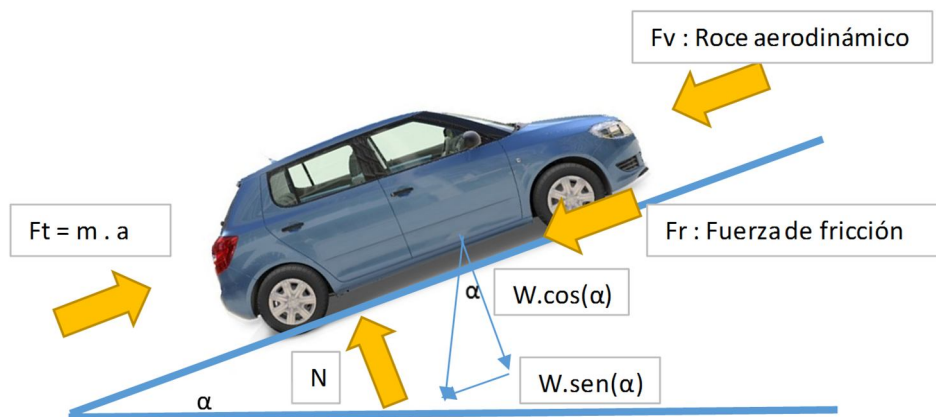 Fv : Roce aerodinámico
Ft = m . a
Fr : Fuerza de fricción
α
W.cos(α)
N
W.sen(α)
α